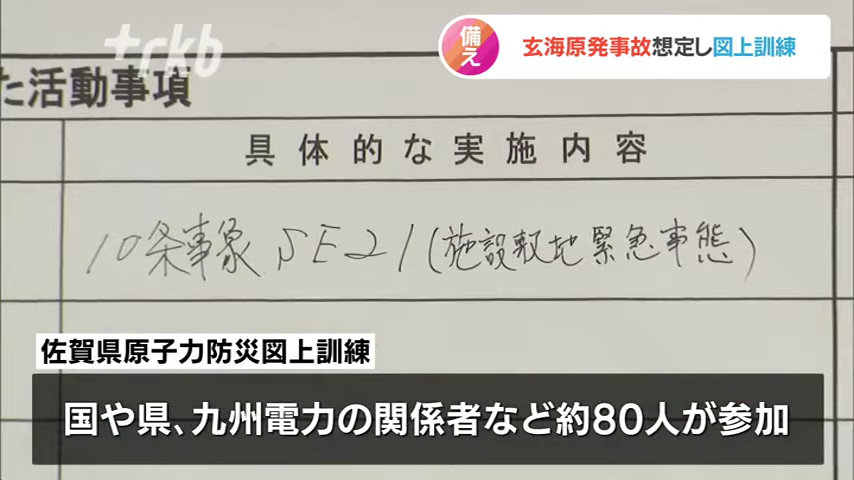 rkb
備え
玄海原発事故想定し図上訓練
た活動事項
具体的な実施内容
10条事象 SE21(施設敷地緊急事態)
佐賀県原子力防災図上訓練
国や県、九州電力の関係者など約80人が参加